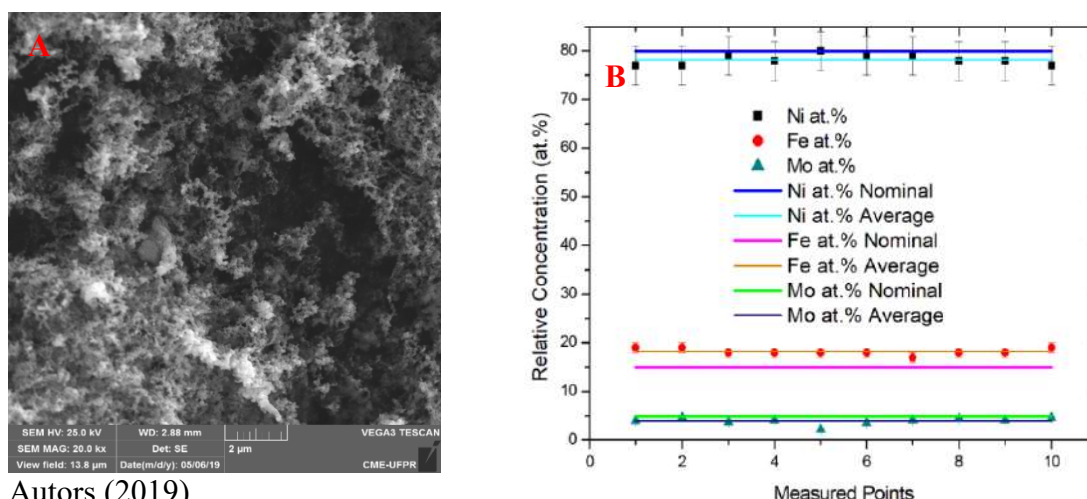 A
SEM HV: 25.0 kV WD: 2.88 mm VEGA3 TESCAN
SEM MAG: 20.0 kx Det: SE 2 µm
View field: 13.8 µm Date(m/d/y): 05/06/19 CME-UFPR
Autors (2019)
B
Relative Concentration (at.%)
80
70
60
50
40
30
20
10
0
Ni at.%
Fe at.%
Mo at.%
Ni at.% Nominal
Ni at.% Average
Fe at.% Nominal
Fe at.% Average
Mo at.% Nominal
Mo at.% Average
0 2 4 6 8 10
Measured Points